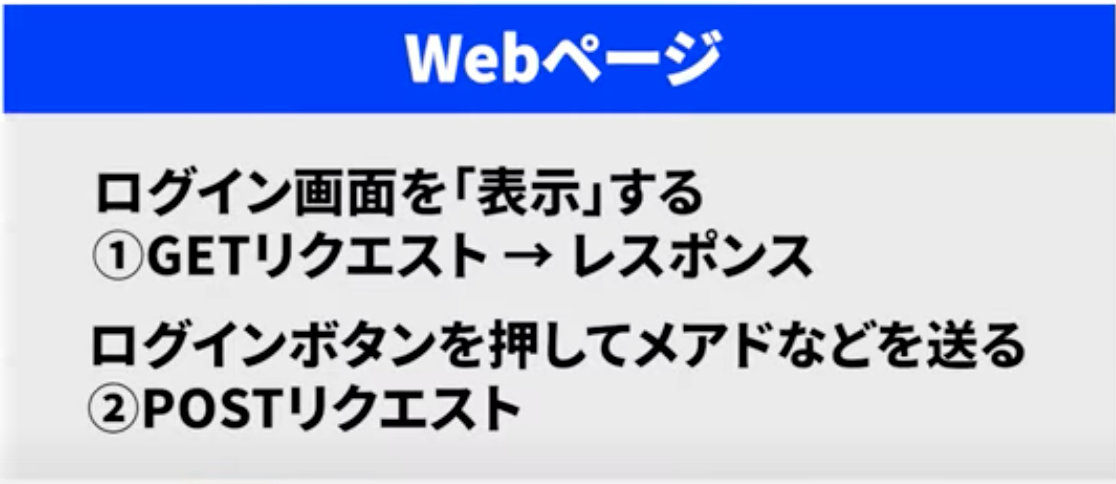 Webページ
ログイン画面を「表示」する
①GETリクエスト → レスポンス
ログインボタンを押してメアドなどを送る
②POSTリクエスト